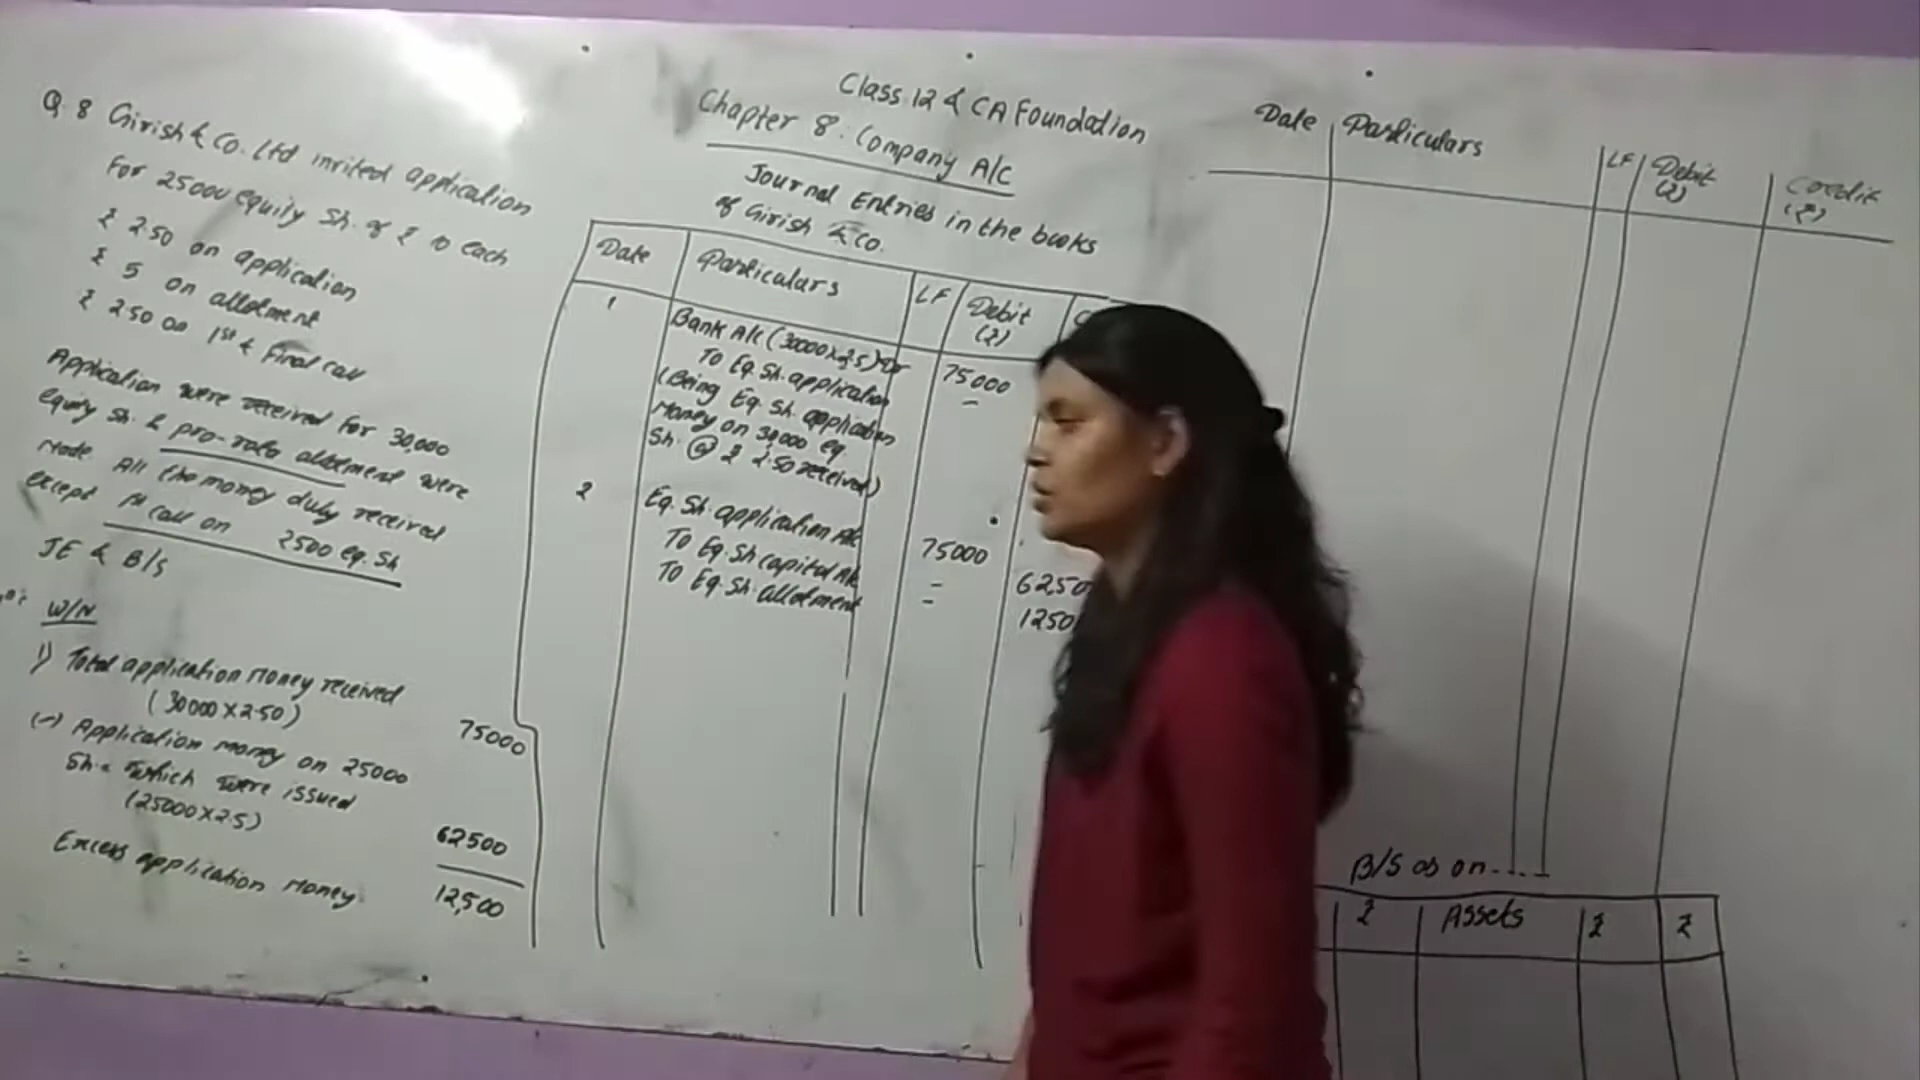 Class 12 & CA Foundation
Chapter 8: Company A/c
Q. 8 Girish & Co. Ltd invited application
For 25000 equity Sh. of ₹ 10 each
₹ 2.50 on application
₹ 5 on allotment
₹ 2.50 on 1st & Final call
Application were received for 30,000
equity Sh. & pro-rata allotment were
made. All the money duly received
except 1st call on 2500 eq. Sh
JE & B/S
W/N
1) Total application money received
(30000 X 2.50)
75000
(-) Application money on 25000
Sh. which were issued
(25000 X 2.5)
62500
Excess application money
12,500
Journal Entries in the books
of Girish & Co.
Date Particulars LF Debit (₹)
1 Bank A/c (30000 x 2.5) Dr 75000
To Eq. Sh. application
(Being Eq. Sh. application
money on 30,000 eq.
Sh. @ ₹ 2.50 received)
2 Eq. Sh. application A/c 75000
To Eq. Sh capital A/c 6250
To Eq. Sh. allotment 1250
Date Particulars LF Debit (₹) Credit (₹)
B/S as on....
₹ Assets ₹ ₹